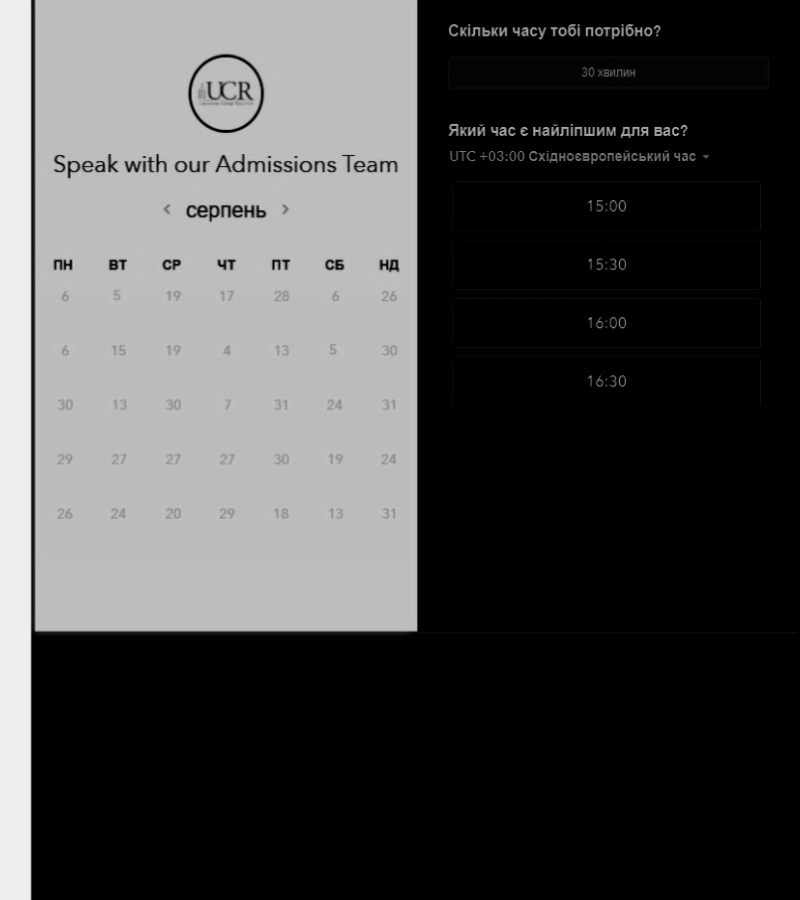 UCR
Speak with our Admissions Team
серпень
ПН ВТ СР ЧТ ПТ СБ НД
6 5 19 17 28 6 26
6 15 19 4 13 5 30
30 13 30 7 31 24 31
29 27 27 27 30 19 24
26 24 20 29 18 13 31
Скільки часу тобі потрібно?
30 хвилин
Який час є найліпшим для вас?
UTC +03:00 Східноєвропейський час
15:00
15:30
16:00
16:30